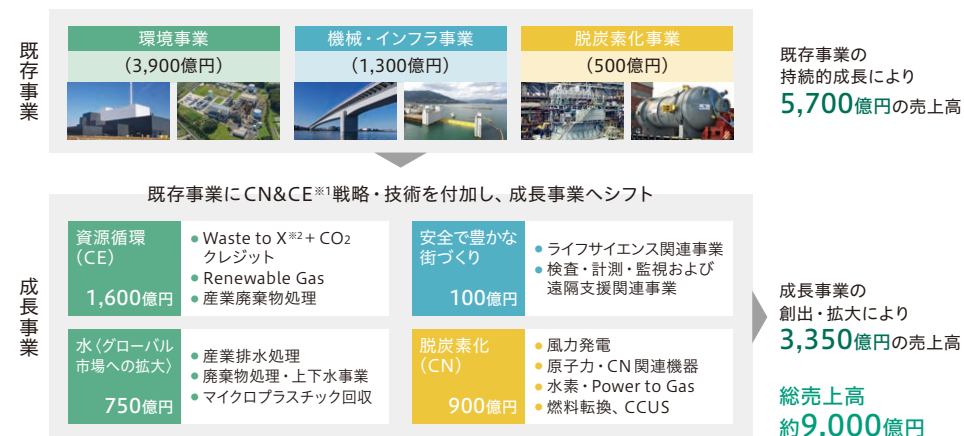 既存事業
環境事業
(3,900億円)
機械・インフラ事業
(1,300億円)
脱炭素化事業
(500億円)
既存事業の
持続的成長により
5,700億円の売上高
既存事業にCN&CE※1戦略・技術を付加し、成長事業へシフト
成長事業
資源循環
(CE)
1,600億円
● Waste to X※2+ CO2
クレジット
● Renewable Gas
● 産業廃棄物処理
安全で豊かな
街づくり
100億円
● ライフサイエンス関連事業
● 検査・計測・監視および
遠隔支援関連事業
水〈グローバル
市場への拡大〉
750億円
● 産業排水処理
● 廃棄物処理・上下水事業
● マイクロプラスチック回収
脱炭素化
(CN)
900億円
● 風力発電
● 原子力・CN関連機器
● 水素・Power to Gas
● 燃料転換、CCUS
成長事業の
創出・拡大により
3,350億円の売上高
総売上高
約9,000億円